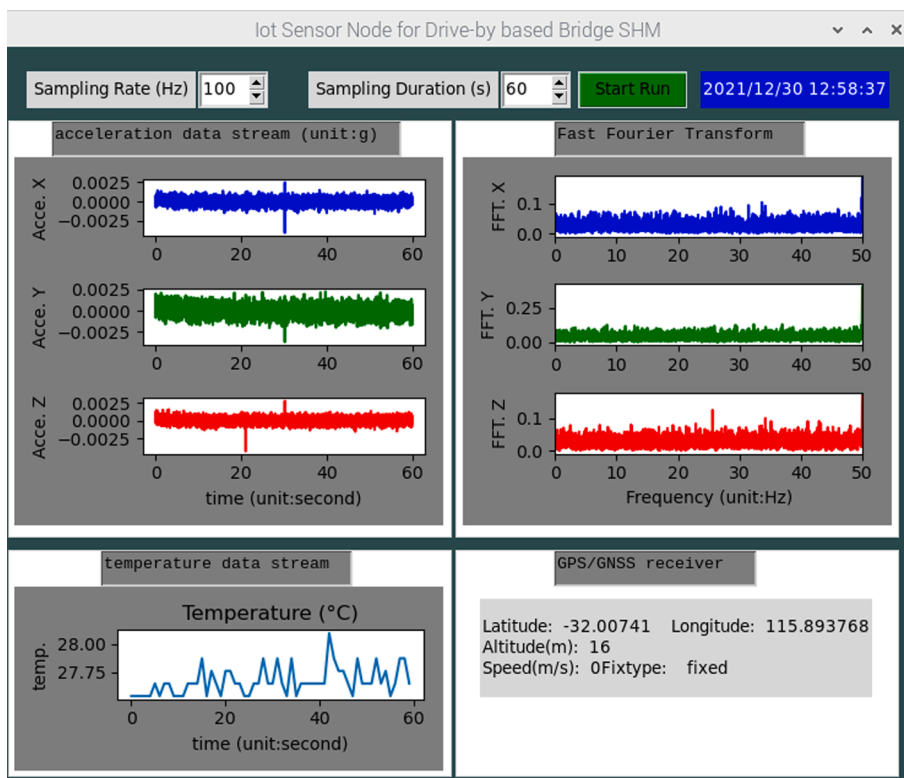 Iot Sensor Node for Drive-by based Bridge SHM
Sampling Rate (Hz) 100 Sampling Duration (s) 60 Start Run 2021/12/30 12:58:37
acceleration data stream (unit:g)
Acce. X
0.0025
0.0000
−0.0025
0 20 40 60
Acce. Y
0.0025
0.0000
−0.0025
0 20 40 60
Acce. Z
0.0025
0.0000
−0.0025
0 20 40 60
time (unit:second)
Fast Fourier Transform
FFT. X
0.1
0.0
0 10 20 30 40 50
FFT. Y
0.25
0.00
0 10 20 30 40 50
FFT. Z
0.1
0.0
0 10 20 30 40 50
Frequency (unit:Hz)
temperature data stream
Temperature (°C)
temp.
28.00
27.75
0 20 40 60
time (unit:second)
GPS/GNSS receiver
Latitude: -32.00741 Longitude: 115.893768
Altitude(m): 16
Speed(m/s): 0Fixtype: fixed